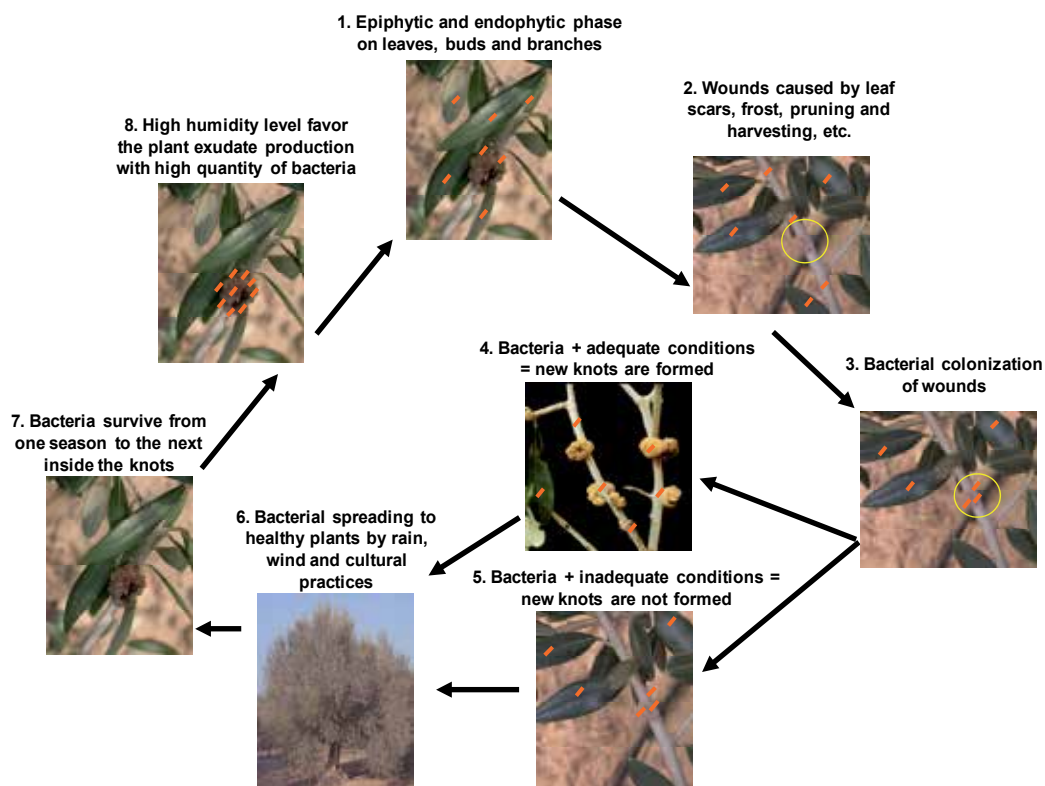 1. Epiphytic and endophytic phase
on leaves, buds and branches
2. Wounds caused by leaf
scars, frost, pruning and
harvesting, etc.
3. Bacterial colonization
of wounds
4. Bacteria + adequate conditions
= new knots are formed
5. Bacteria + inadequate conditions =
new knots are not formed
6. Bacterial spreading to
healthy plants by rain,
wind and cultural
practices
7. Bacteria survive from
one season to the next
inside the knots
8. High humidity level favor
the plant exudate production
with high quantity of bacteria